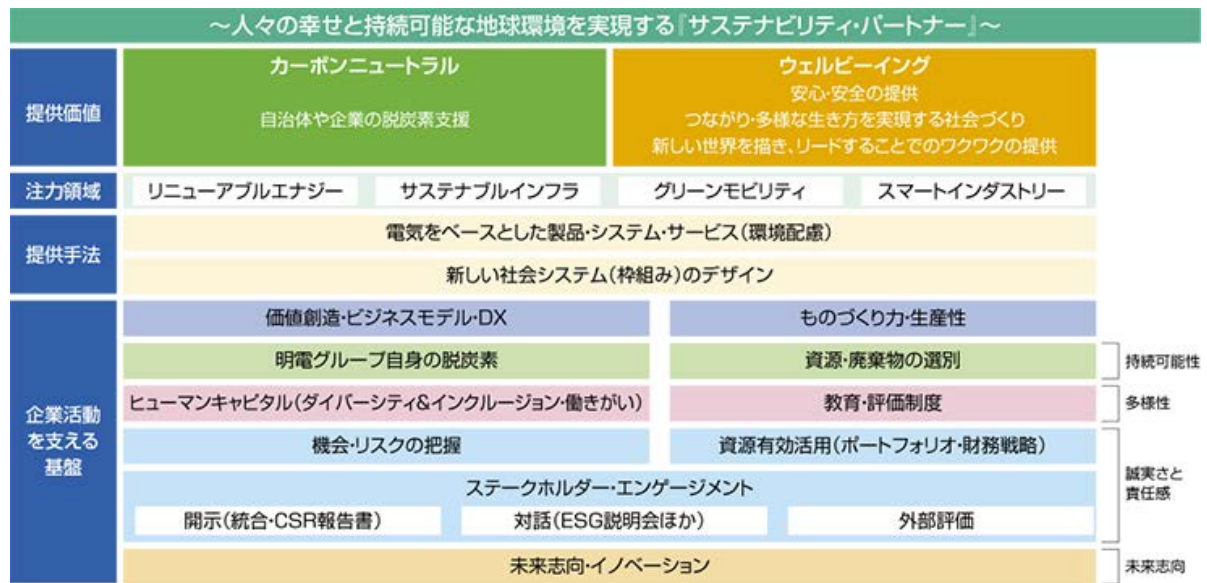 ～人々の幸せと持続可能な地球環境を実現する『サステナビリティ・パートナー』～
提供価値
カーボンニュートラル
自治体や企業の脱炭素支援
ウェルビーイング
安心・安全の提供
つながり・多様な生き方を実現する社会づくり
新しい世界を描き、リードすることでのワクワクの提供
注力領域
リニューアブルエナジー
サステナブルインフラ
グリーンモビリティ
スマートインダストリー
提供手法
電気をベースとした製品・システム・サービス(環境配慮)
新しい社会システム(枠組み)のデザイン
企業活動
を支える
基盤
価値創造・ビジネスモデル・DX
ものづくり力・生産性
明電グループ自身の脱炭素
資源・廃棄物の選別
持続可能性
ヒューマンキャピタル(ダイバーシティ&インクルージョン・働きがい)
教育・評価制度
多様性
機会・リスクの把握
資源有効活用(ポートフォリオ・財務戦略)
ステークホルダー・エンゲージメント
開示(統合・CSR報告書)
対話(ESG説明会ほか)
外部評価
誠実さと
責任感
未来志向・イノベーション
未来志向